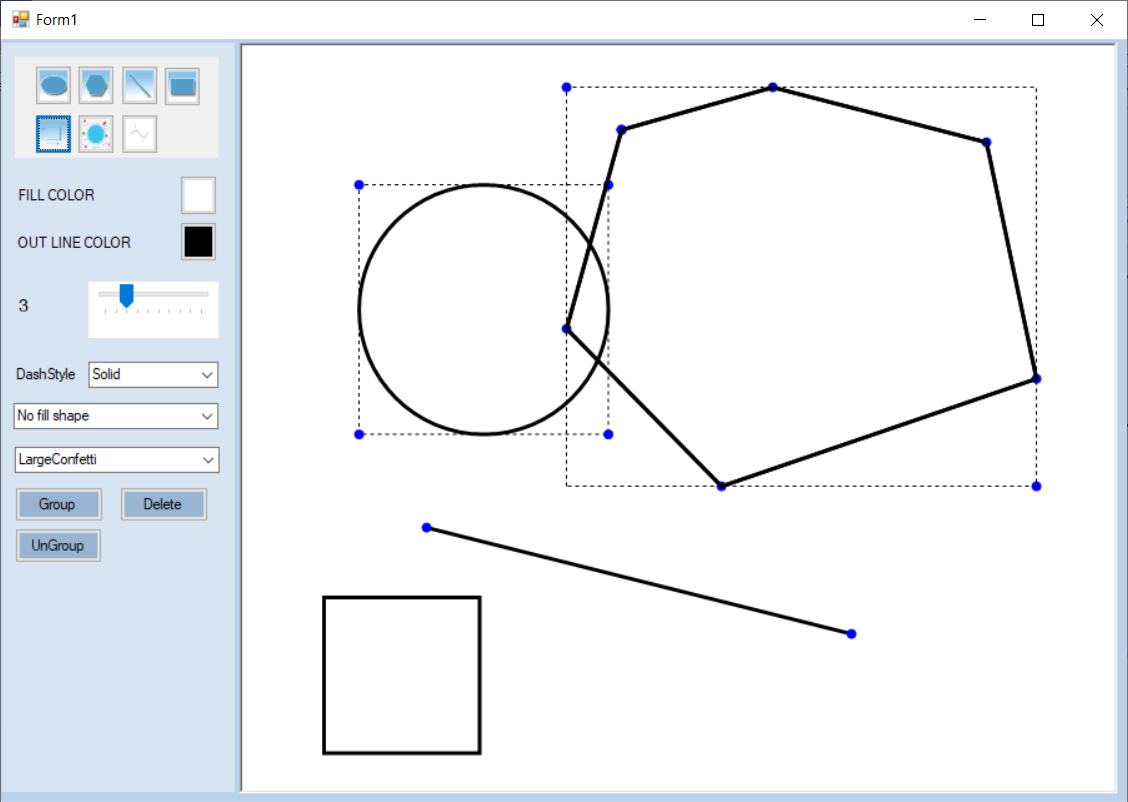 Form1
FILL COLOR
OUT LINE COLOR
3
DashStyle Solid
No fill shape
LargeConfetti
Group Delete
UnGroup